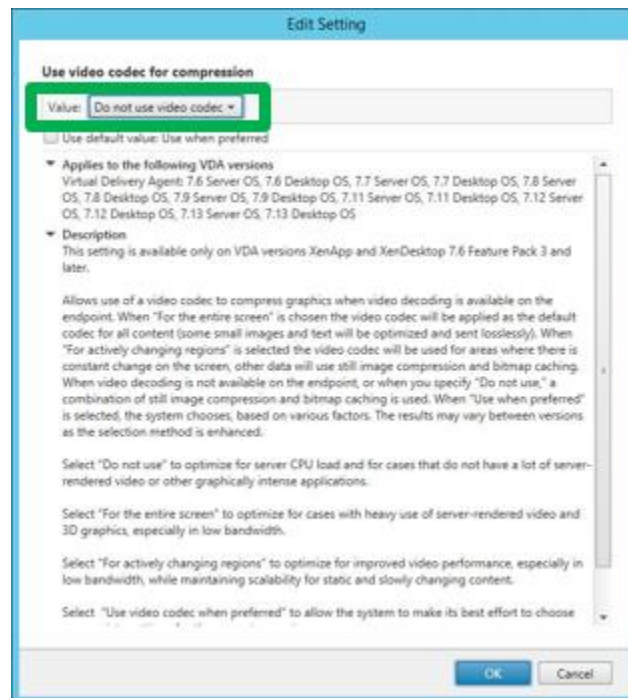 Edit Setting
Use video codec for compression
Value: Do not use video codec
Use default value: Use when preferred
Applies to the following VDA versions
Virtual Delivery Agent: 7.6 Server OS, 7.6 Desktop OS, 7.7 Server OS, 7.7 Desktop OS, 7.8 Server
OS, 7.8 Desktop OS, 7.9 Server OS, 7.9 Desktop OS, 7.11 Server OS, 7.11 Desktop OS, 7.12 Server
OS, 7.12 Desktop OS, 7.13 Server OS, 7.13 Desktop OS
Description
This setting is available only on VDA versions XenApp and XenDesktop 7.6 Feature Pack 3 and
later.
Allows use of a video codec to compress graphics when video decoding is available on the
endpoint. When "For the entire screen" is chosen the video codec will be applied as the default
codec for all content (some small images and text will be optimized and sent losslessly). When
"For actively changing regions" is selected the video codec will be used for areas where there is
constant change on the screen, other data will use still image compression and bitmap caching.
When video decoding is not available on the endpoint, or when you specify "Do not use," a
combination of still image compression and bitmap caching is used. When "Use when preferred"
is selected, the system chooses, based on various factors. The results may vary between versions
as the selection method is enhanced.
Select "Do not use" to optimize for server CPU load and for cases that do not have a lot of server-
rendered video or other graphically intense applications.
Select "For the entire screen" to optimize for cases with heavy use of server-rendered video and
3D graphics, especially in low bandwidth.
Select "For actively changing regions" to optimize for improved video performance, especially in
low bandwidth, while maintaining scalability for static and slowly changing content.
Select "Use video codec when preferred" to allow the system to make its best effort to choose
OK Cancel